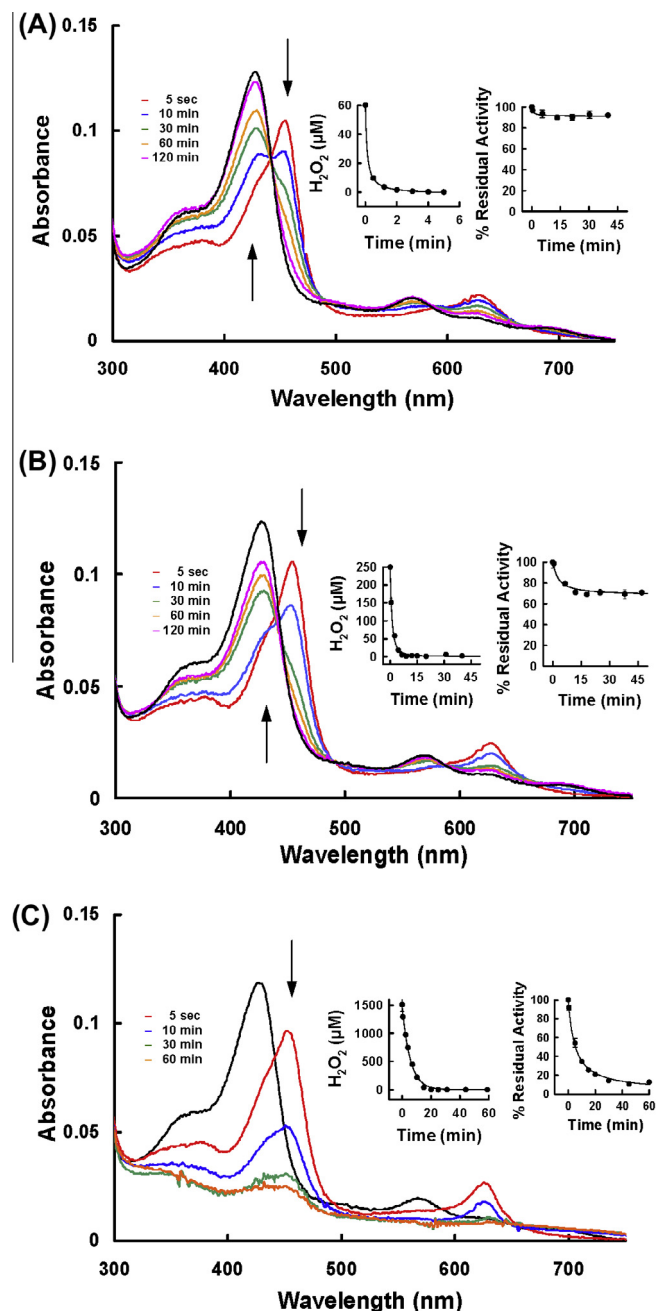 (A)
0.15
0.1
0.05
0
Absorbance
5 sec
10 min
30 min
60 min
120 min
60
40
20
0
H2O2 (µM)
0 2 4 6
Time (min)
100
80
60
40
20
0
% Residual Activity
0 15 30 45
Time (min)
300 400 500 600 700
Wavelength (nm)
(B)
0.15
0.1
0.05
0
Absorbance
5 sec
10 min
30 min
60 min
120 min
250
200
150
100
50
0
H2O2 (µM)
0 15 30 45
Time (min)
100
80
60
40
20
0
% Residual Activity
0 12 24 36 48
Time (min)
300 400 500 600 700
Wavelength (nm)
(C)
0.15
0.1
0.05
0
Absorbance
5 sec
10 min
30 min
60 min
1500
1000
500
0
H2O2 (µM)
0 20 40 60
Time (min)
100
80
60
40
20
0
% Residual Activity
0 20 40 60
Time (min)
300 400 500 600 700
Wavelength (nm)